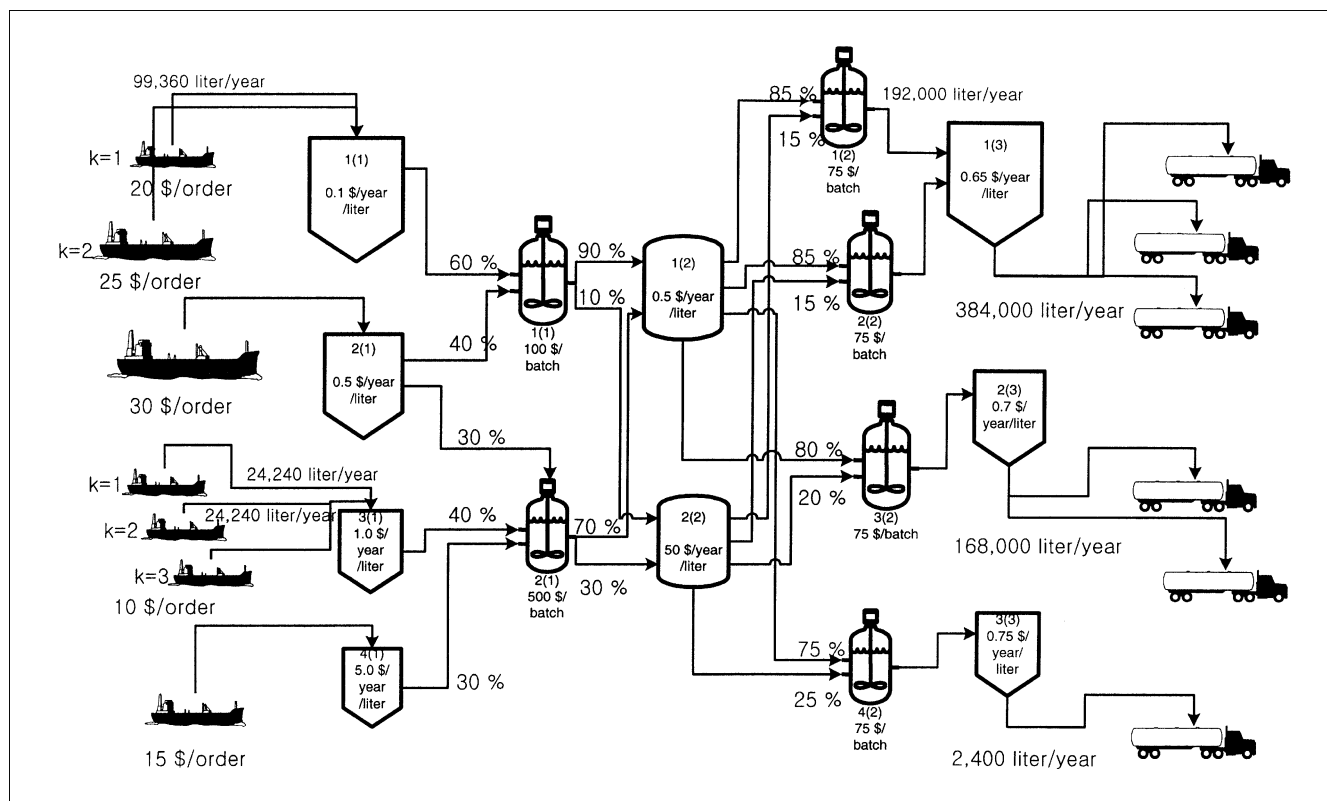 99,360 liter/year
k=1
20 $/order
k=2
25 $/order
1(1)
0.1 $/year
/liter
30 $/order
2(1)
0.5 $/year
/liter
60 %
40 %
1(1)
100 $/
batch
90 %
10 %
30 %
k=1
24,240 liter/year
k=2
24,240 liter/year
k=3
10 $/order
3(1)
1.0 $/
year
/liter
40 %
15 $/order
4(1)
5.0 $/
year
/liter
30 %
2(1)
500 $/
batch
70 %
30 %
1(2)
0.5 $/year
/liter
2(2)
50 $/year
/liter
85 %
15 %
1(2)
75 $/
batch
192,000 liter/year
85 %
15 %
2(2)
75 $/
batch
1(3)
0.65 $/year
/liter
384,000 liter/year
80 %
20 %
3(2)
75 $/batch
2(3)
0.7 $/
year/liter
168,000 liter/year
75 %
25 %
4(2)
75 $/
batch
3(3)
0.75 $/
year/
liter
2,400 liter/year